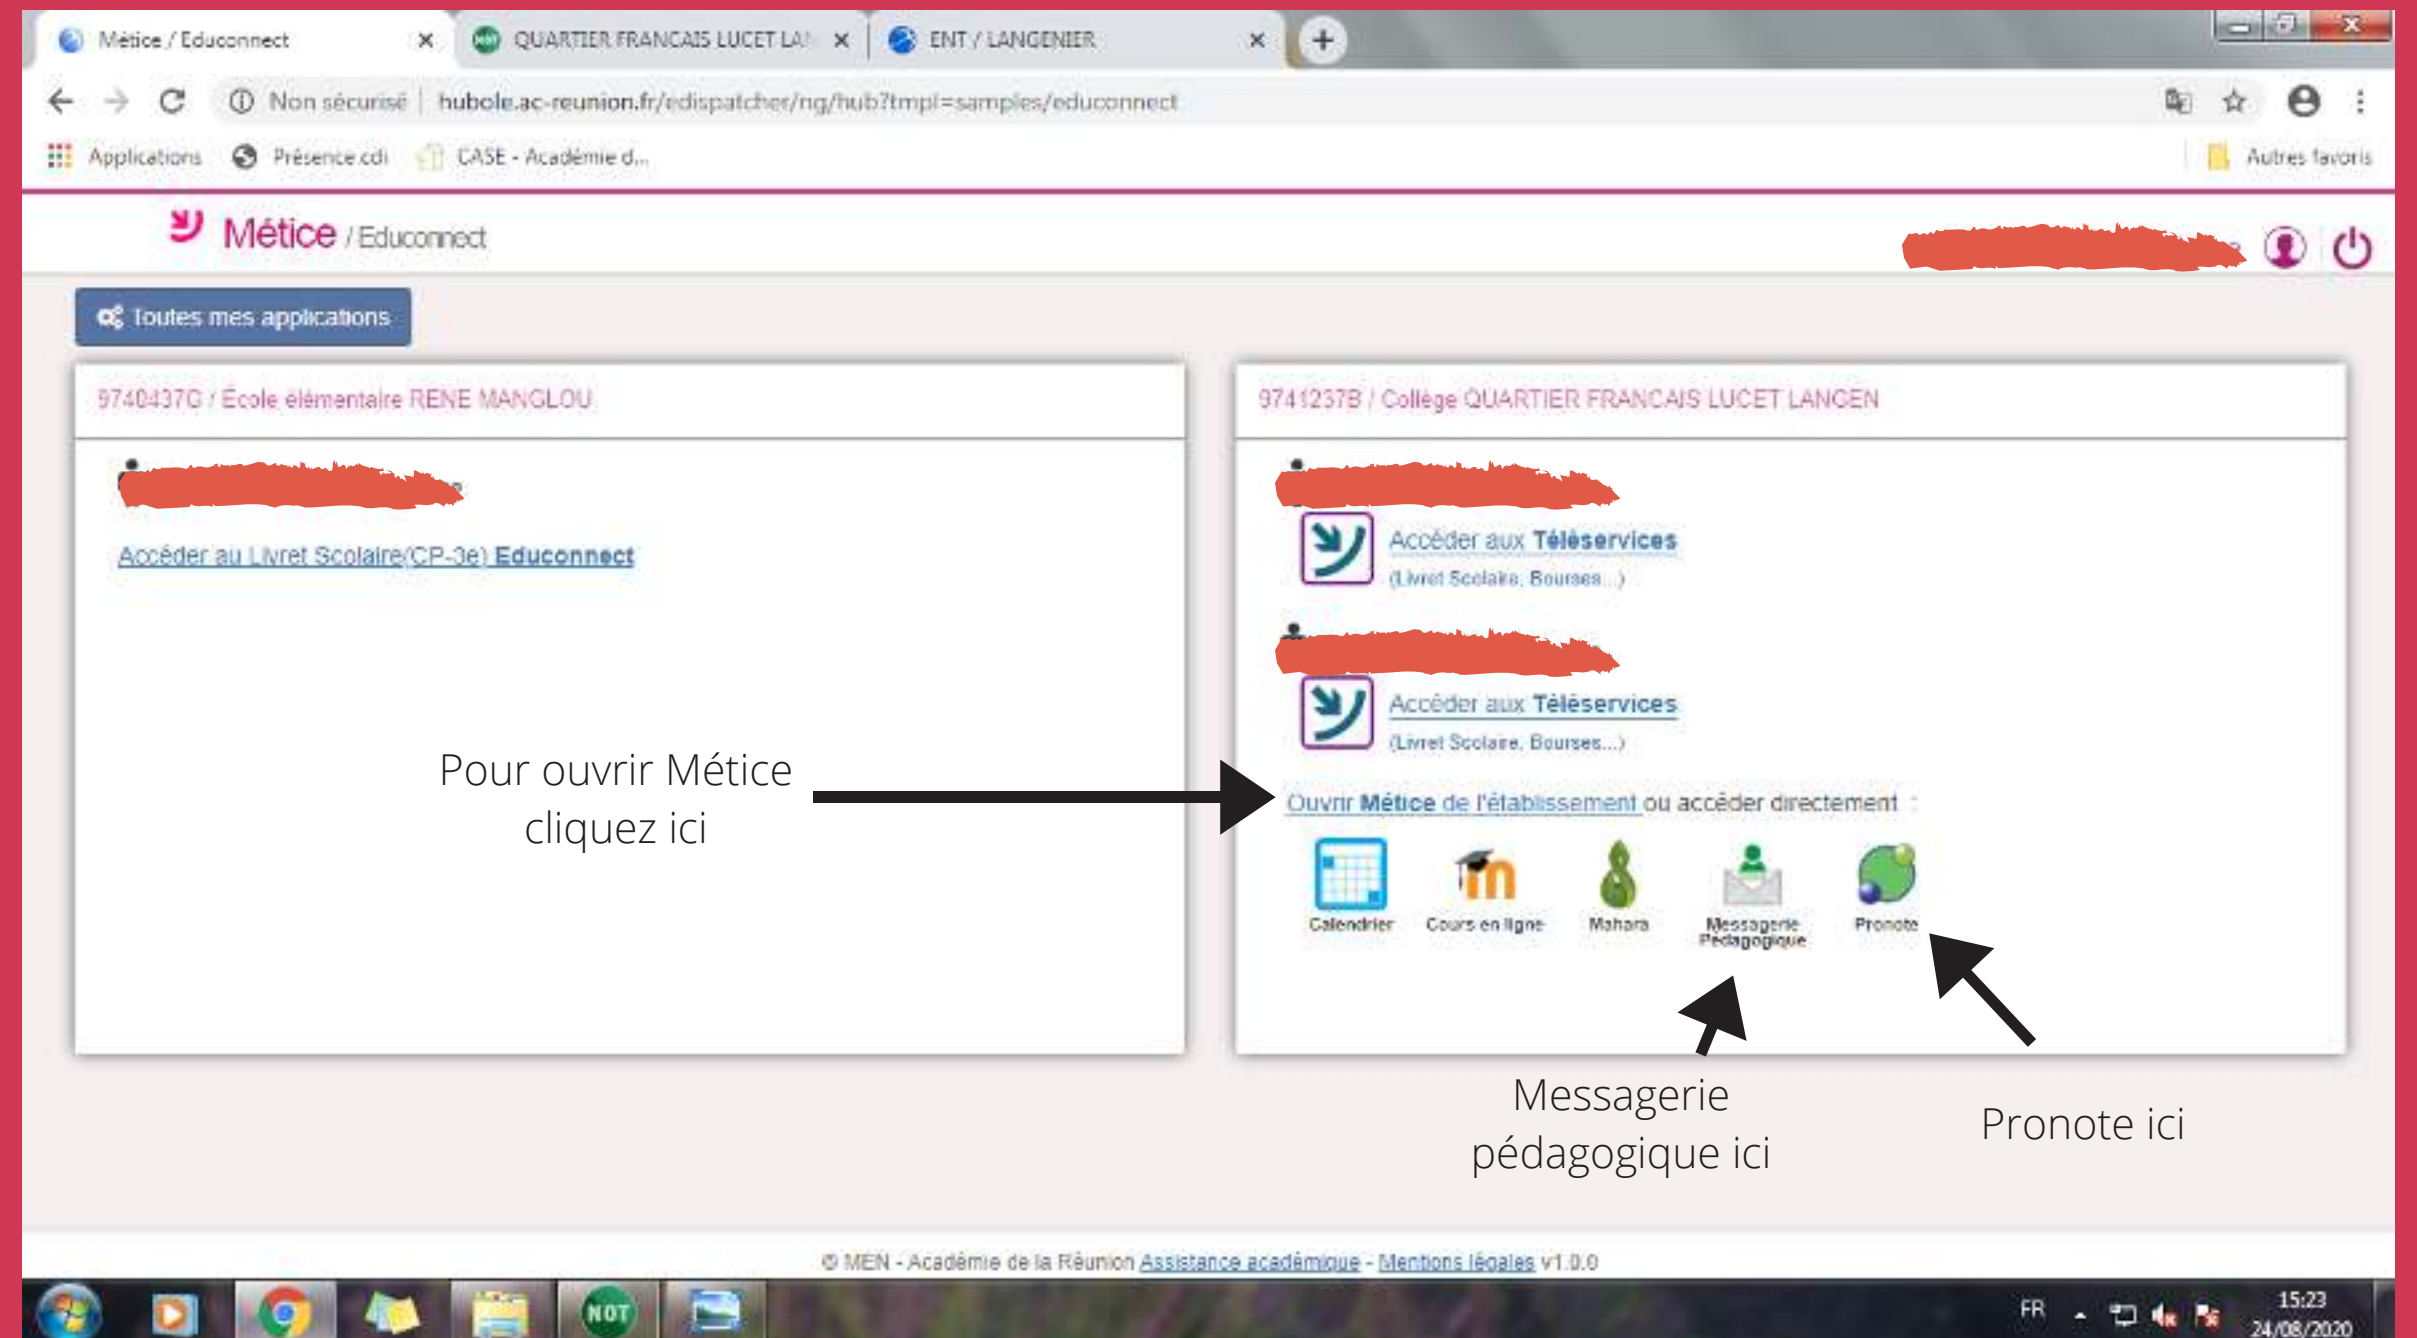 Métice / Educonnect
QUARTIER FRANCAIS LUCET LAN
ENT / LANGENIER
Non sécurisé | hubole.ac-reunion.fr/edispatcher/ng/hub?tmpl=samples/educonnect
Applications
Présence cdi
CASE - Académie d...
Autres favoris
Métice / Educonnect
Toutes mes applications
9740437G / École élémentaire RENE MANGLOU
Accéder au Livret Scolaire(CP-3e) Educonnect
9741237B / Collège QUARTIER FRANCAIS LUCET LANGEN
Accéder aux Téléservices
(Livret Scolaire, Bourses...)
Accéder aux Téléservices
(Livret Scolaire, Bourses...)
Pour ouvrir Métice
cliquez ici
Ouvrir Métice de l'établissement ou accéder directement :
Calendrier
Cours en ligne
Mahara
Messagerie
Pédagogique
Pronote
Messagerie
pédagogique ici
Pronote ici
© MEN - Académie de la Réunion Assistance académique - Mentions légales v1.0.0
NOT
FR
15:23
24/08/2020